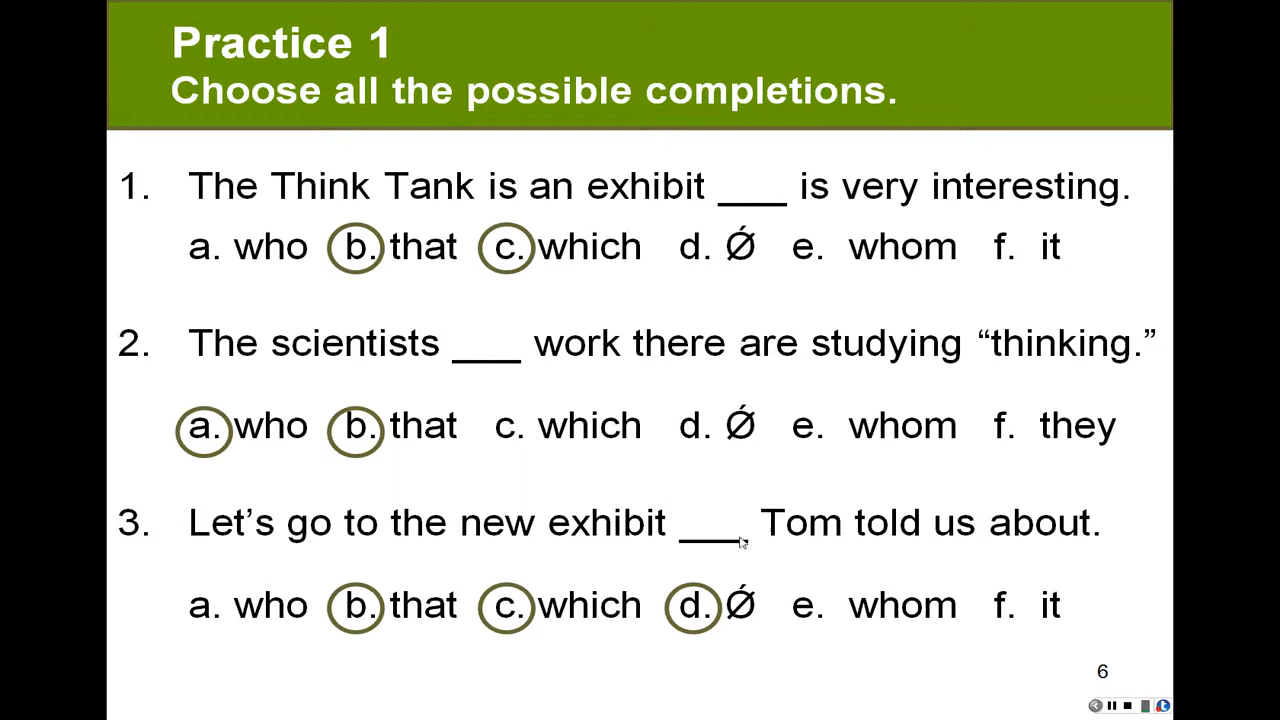 Practice 1
Choose all the possible completions.
1. The Think Tank is an exhibit ___ is very interesting.
a. who b. that c. which d. Ǿ e. whom f. it
2. The scientists ___ work there are studying “thinking.”
a. who b. that c. which d. Ǿ e. whom f. they
3. Let’s go to the new exhibit ___ Tom told us about.
a. who b. that c. which d. Ǿ e. whom f. it
6